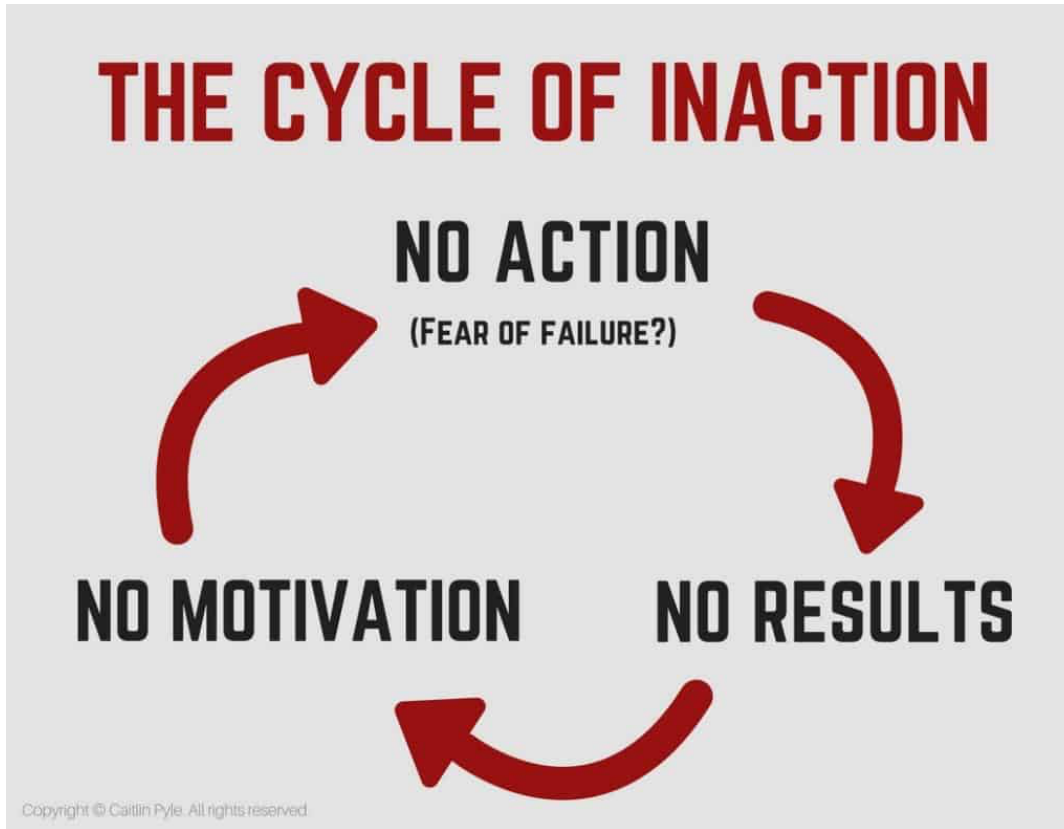 THE CYCLE OF INACTION
NO ACTION
(FEAR OF FAILURE?)
NO MOTIVATION
NO RESULTS
Copyright © Caitlin Pyle. All rights reserved.